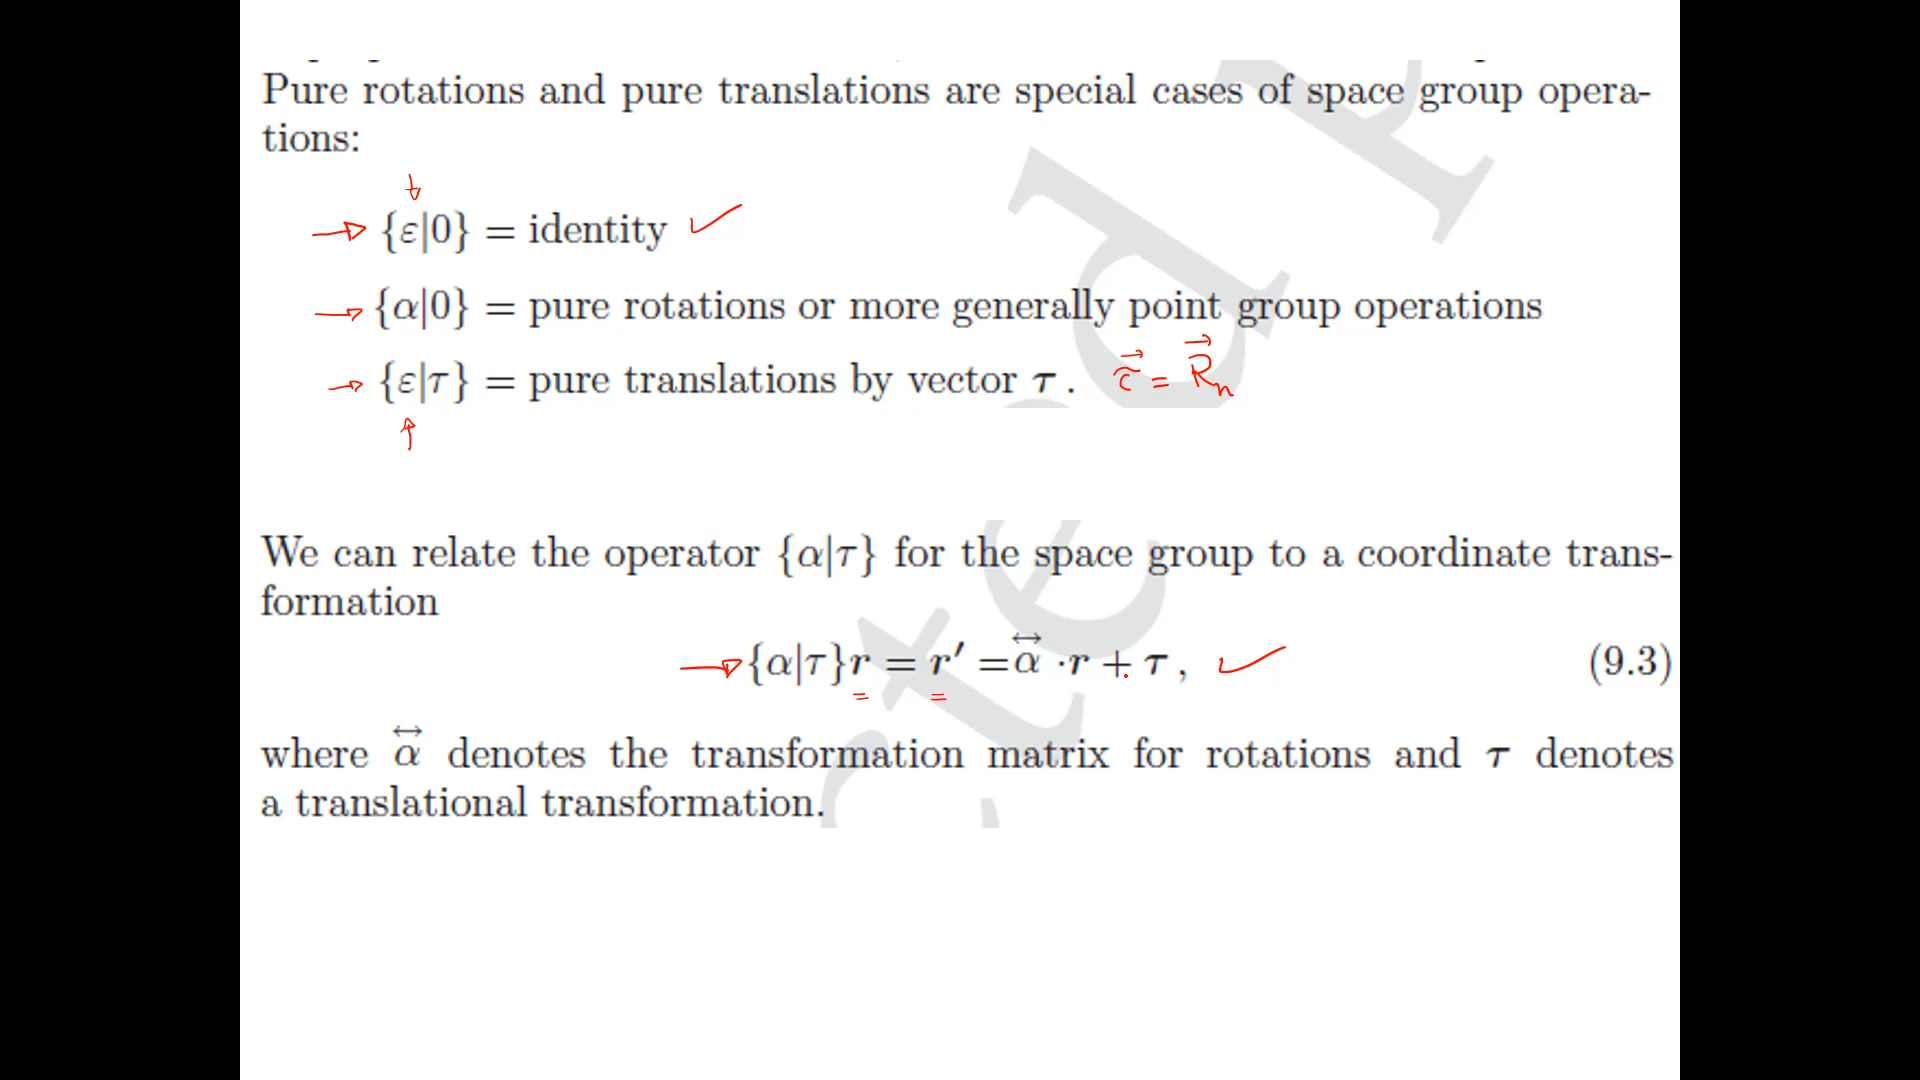 Pure rotations and pure translations are special cases of space group opera-
tions:
{ε|0} = identity
{α|0} = pure rotations or more generally point group operations
{ε|τ} = pure translations by vector τ . τ⃗ = R⃗n
We can relate the operator {α|τ} for the space group to a coordinate trans-
formation
{α|τ}r = r′ =α↔ ·r + τ , (9.3)
where α↔ denotes the transformation matrix for rotations and τ denotes
a translational transformation.